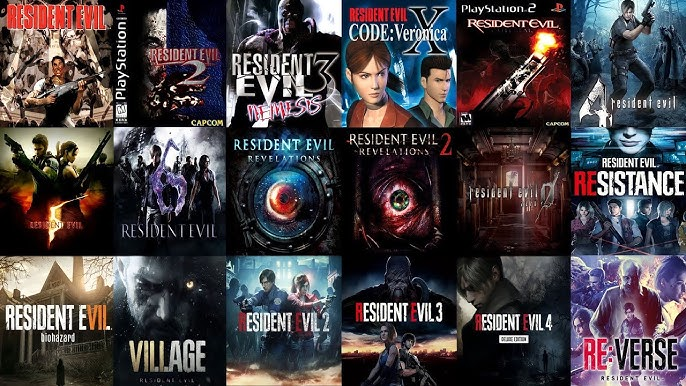 RESIDENT EVIL
PlayStation
RESIDENT EVIL
2
CAPCOM
RESIDENT
EVIL 3
NEMESIS
RESIDENT EVIL
CODE: Veronica X
PlayStation 2
RESIDENT EVIL
CAPCOM
4
resident evil
5
RESIDENT EVIL
6
RESIDENT EVIL
RESIDENT EVIL
REVELATIONS
RESIDENT EVIL
REVELATIONS 2
resident evil 0
RESIDENT EVIL
RESISTANCE
RESIDENT EVIL
biohazard
VILLAGE
RESIDENT EVIL
RESIDENT EVIL 2
RESIDENT EVIL 3
RESIDENT EVIL 4
DELUXE EDITION
RE:VERSE
RESIDENT EVIL